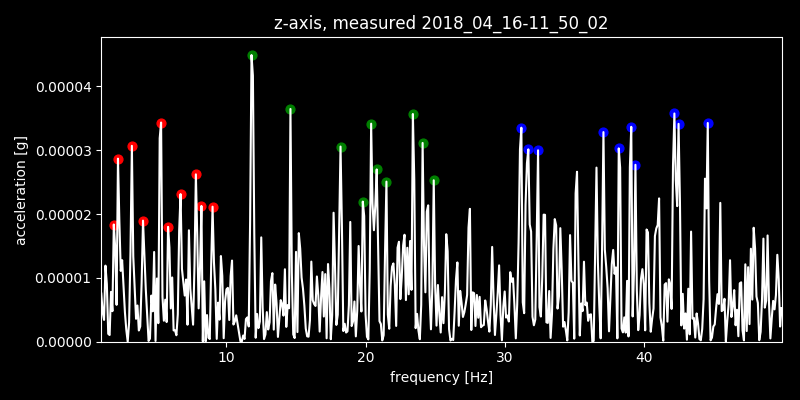 z-axis, measured 2018_04_16-11_50_02
acceleration [g]
0.00004
0.00003
0.00002
0.00001
0.00000
10 20 30 40
frequency [Hz]